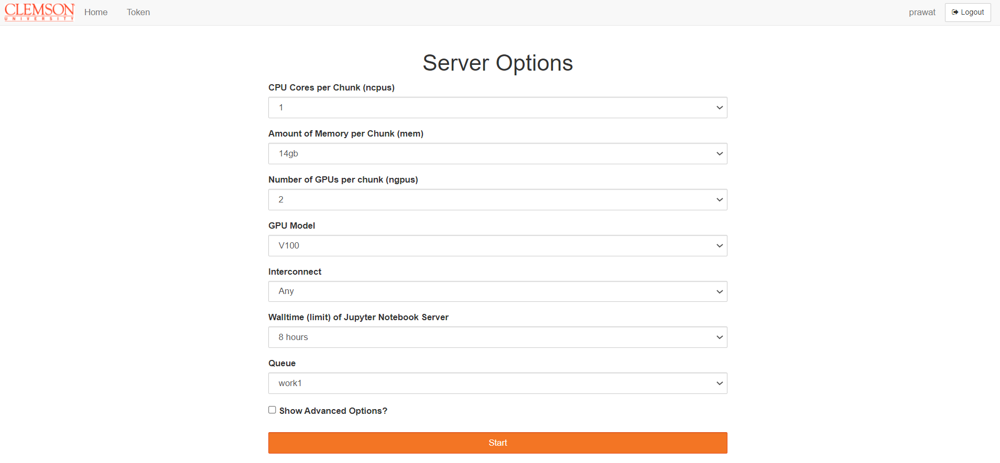 CLEMSON
UNIVERSITY
Home
Token
prawat
Logout
Server Options
CPU Cores per Chunk (ncpus)
1
Amount of Memory per Chunk (mem)
14gb
Number of GPUs per chunk (ngpus)
2
GPU Model
V100
Interconnect
Any
Walltime (limit) of Jupyter Notebook Server
8 hours
Queue
work1
Show Advanced Options?
Start